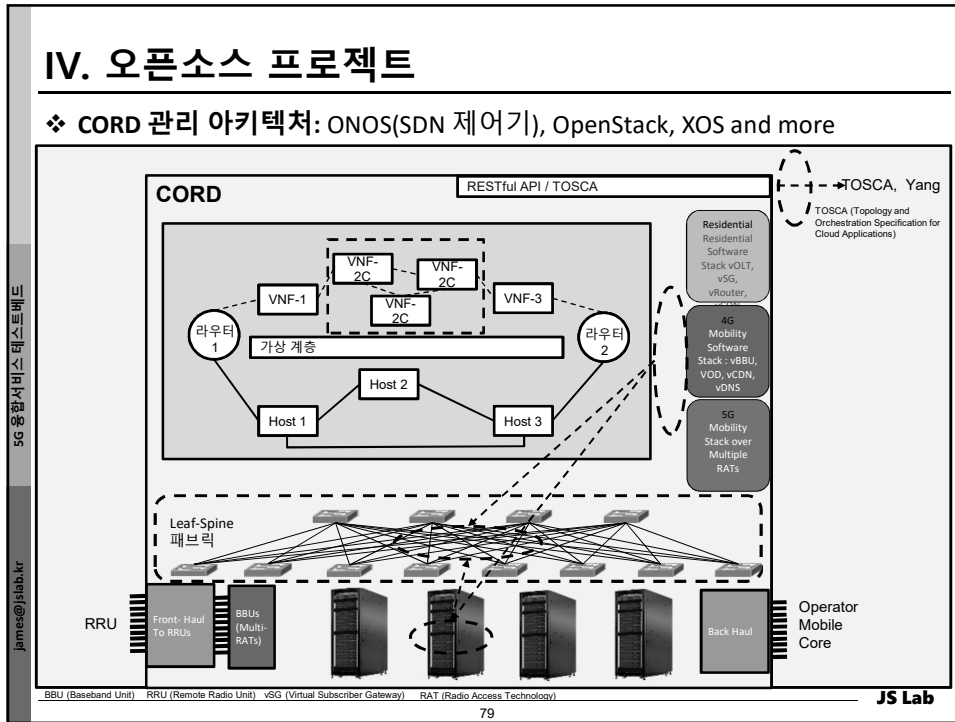 IV. 오픈소스 프로젝트
❖ CORD 관리 아키텍처: ONOS(SDN 제어기), OpenStack, XOS and more
CORD
RESTful API / TOSCA
TOSCA, Yang
TOSCA (Topology and
Orchestration Specification for
Cloud Applications)
Residential
Residential
Software
Stack vOLT,
vSG,
vRouter,
VNF-
2C
VNF-
2C
VNF-
2C
VNF-1
VNF-3
라우터
1
라우터
2
가상 계층
Host 2
Host 1
Host 3
4G
Mobility
Software
Stack : vBBU,
VOD, vCDN,
vDNS
5G
Mobility
Stack over
Multiple
RATs
Leaf-Spine
패브릭
RRU
Front- Haul
To RRUs
BBUs
(Multi-
RATs)
Back Haul
Operator
Mobile
Core
5G 융합서비스 테스트베드
james@jslab.kr
BBU (Baseband Unit) RRU (Remote Radio Unit) vSG (Virtual Subscriber Gateway) RAT (Radio Access Technology)
JS Lab
79